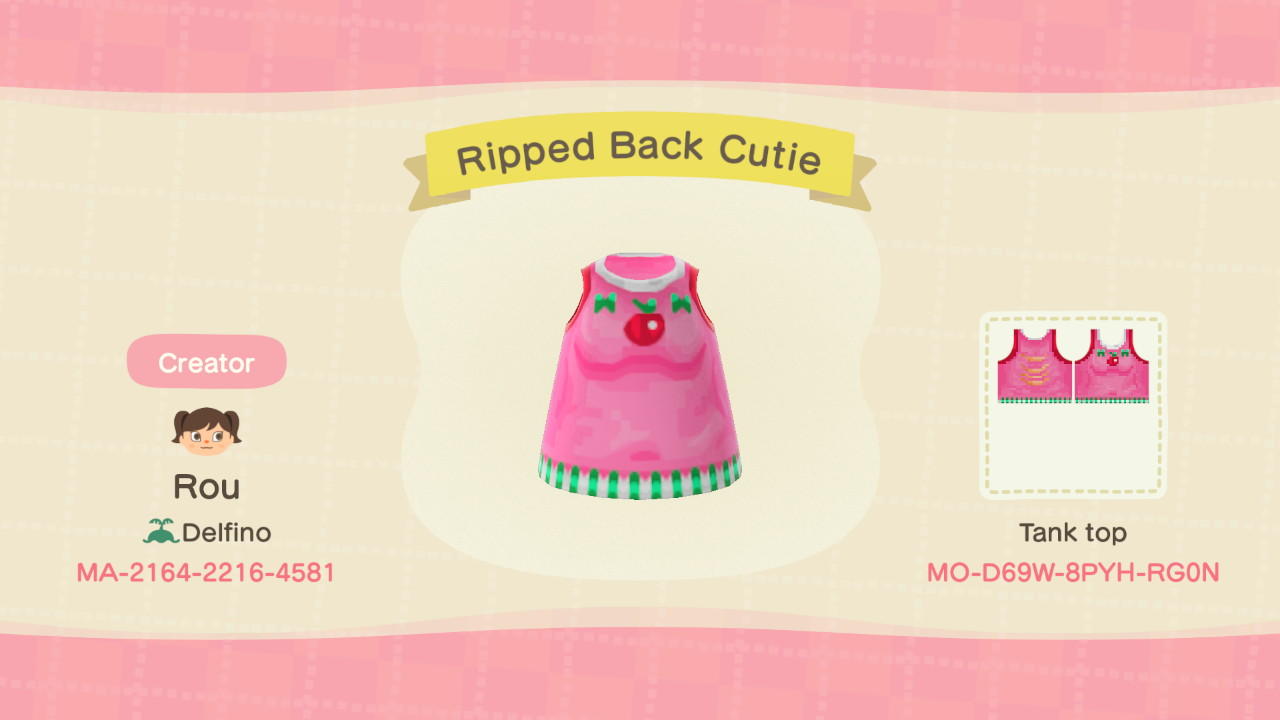 Ripped Back Cutie
Creator
Rou
Delfino
MA-2164-2216-4581
Tank top
MO-D69W-8PYH-RG0N